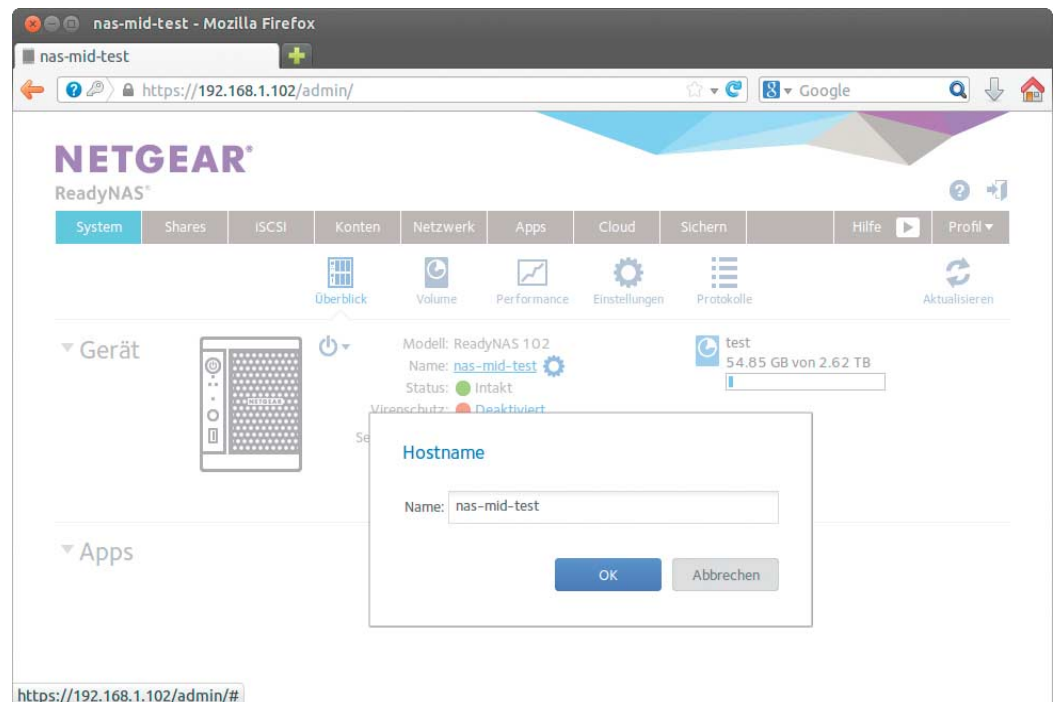 nas-mid-test - Mozilla Firefox
nas-mid-test
https://192.168.1.102/admin/
8 Google
NETGEAR®
ReadyNAS®
System Shares iSCSI Konten Netzwerk Apps Cloud Sichern Hilfe Profil
Überblick Volume Performance Einstellungen Protokolle Aktualisieren
Gerät
Modell: ReadyNAS 102
Name: nas-mid-test
Status: Intakt
Virenschutz: Deaktiviert
Se
test
54.85 GB von 2.62 TB
NETGEAR
Hostname
Name: nas-mid-test
OK Abbrechen
Apps
https://192.168.1.102/admin/#